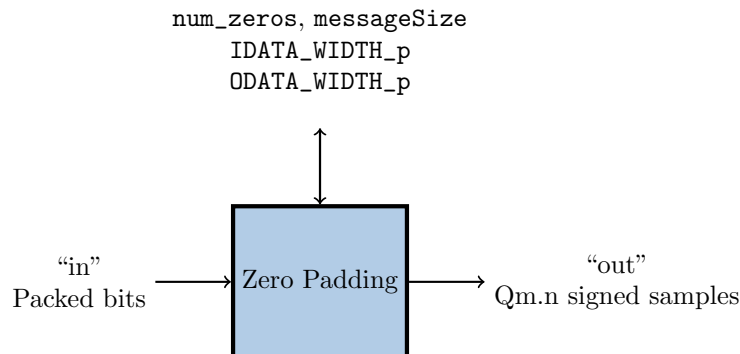 num_zeros, messageSize
IDATA_WIDTH_p
ODATA_WIDTH_p
“in”
Packed bits
Zero Padding
“out”
Qm.n signed samples